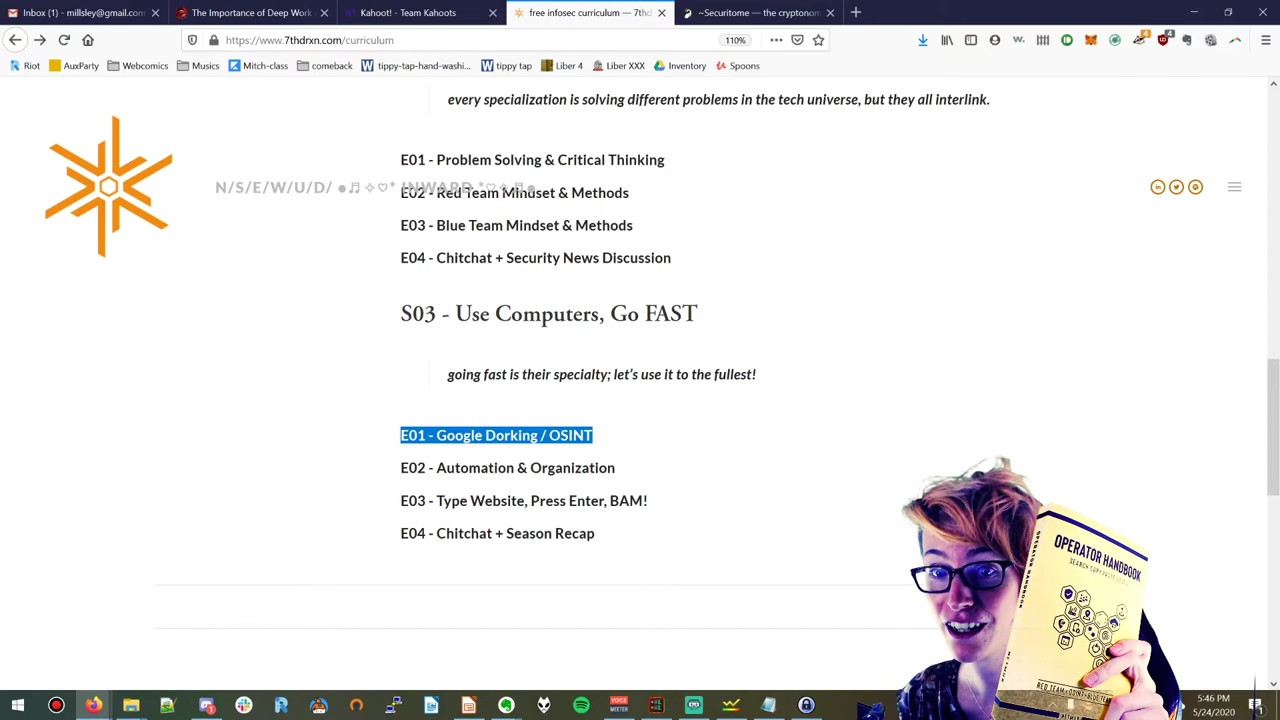 Inbox (1) - millsley@gmail.com
The Importance of Deep Work
Kahoot! - Team Kahoots
free infosec curriculum — 7thd
~Securitome — the cryptonom
https://www.7thdrxn.com/curriculum
110%
Riot
AuxParty
Webcomics
Musics
Mitch-class
comeback
tippy-tap-hand-washi...
tippy tap
Liber 4
Liber XXX
Inventory
Spoons
every specialization is solving different problems in the tech universe, but they all interlink.
E01 - Problem Solving & Critical Thinking
N/S/E/W/U/D/ ●♬✧♡* INWARD *♡✧♬●
E02 - Red Team Mindset & Methods
E03 - Blue Team Mindset & Methods
E04 - Chitchat + Security News Discussion
S03 - Use Computers, Go FAST
going fast is their specialty; let's use it to the fullest!
E01 - Google Dorking / OSINT
E02 - Automation & Organization
E03 - Type Website, Press Enter, BAM!
E04 - Chitchat + Season Recap
OPERATOR HANDBOOK
OPERATOR HANDBOOK
VOICE
MEETER
5:46 PM
5/24/2020